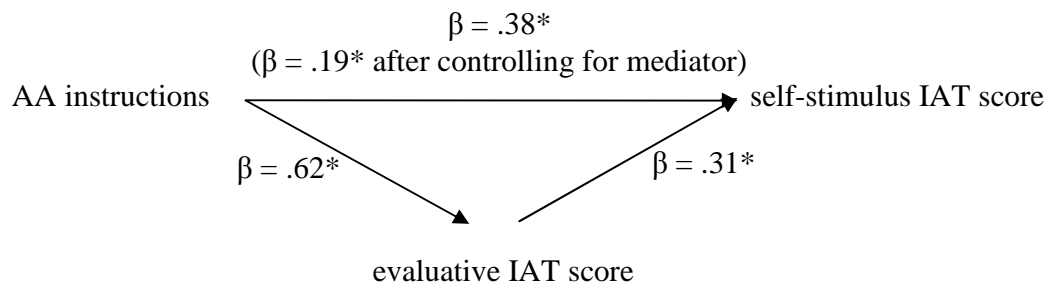 β = .38*
(β = .19* after controlling for mediator)
AA instructions
self-stimulus IAT score
β = .62*
β = .31*
evaluative IAT score